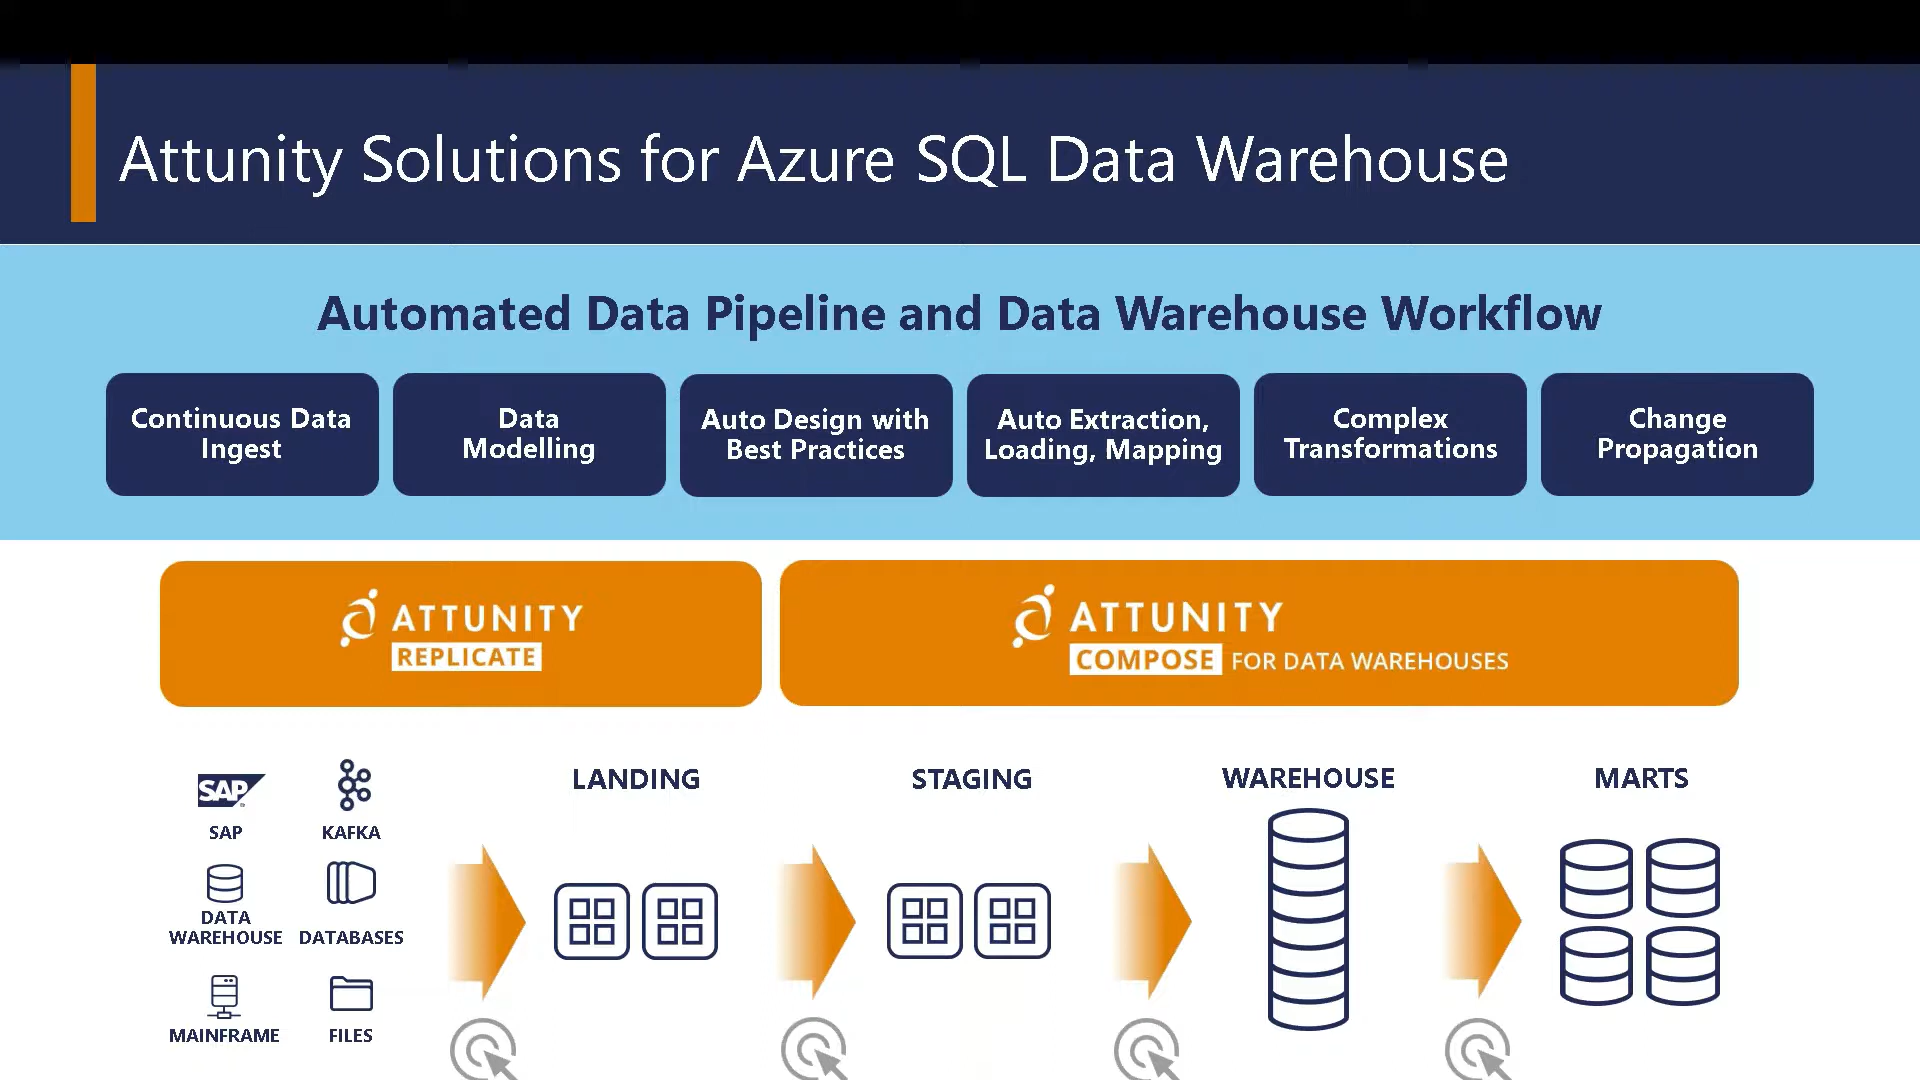 Attunity Solutions for Azure SQL Data Warehouse
Automated Data Pipeline and Data Warehouse Workflow
Continuous Data
Ingest
Data
Modelling
Auto Design with
Best Practices
Auto Extraction,
Loading, Mapping
Complex
Transformations
Change
Propagation
ATTUNITY
REPLICATE
ATTUNITY
COMPOSE FOR DATA WAREHOUSES
SAP
SAP
KAFKA
DATA
WAREHOUSE
DATABASES
MAINFRAME
FILES
LANDING
STAGING
WAREHOUSE
MARTS